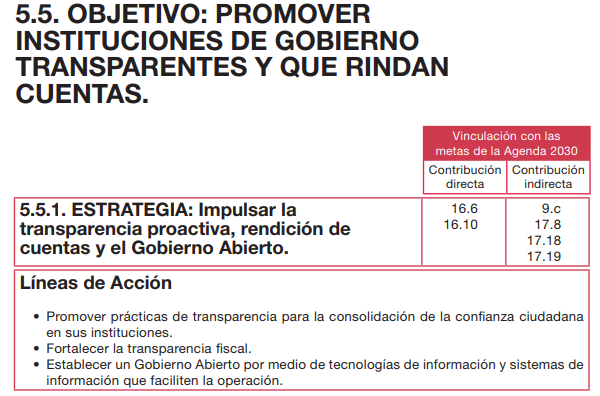 5.5. OBJETIVO: PROMOVER
INSTITUCIONES DE GOBIERNO
TRANSPARENTES Y QUE RINDAN
CUENTAS.
Vinculación con las
metas de la Agenda 2030
Contribución
directa
Contribución
indirecta
5.5.1. ESTRATEGIA: Impulsar la
transparencia proactiva, rendición de
cuentas y el Gobierno Abierto.
16.6
16.10
9.c
17.8
17.18
17.19
Líneas de Acción
• Promover prácticas de transparencia para la consolidación de la confianza ciudadana
en sus instituciones.
• Fortalecer la transparencia fiscal.
• Establecer un Gobierno Abierto por medio de tecnologías de información y sistemas de
información que faciliten la operación.